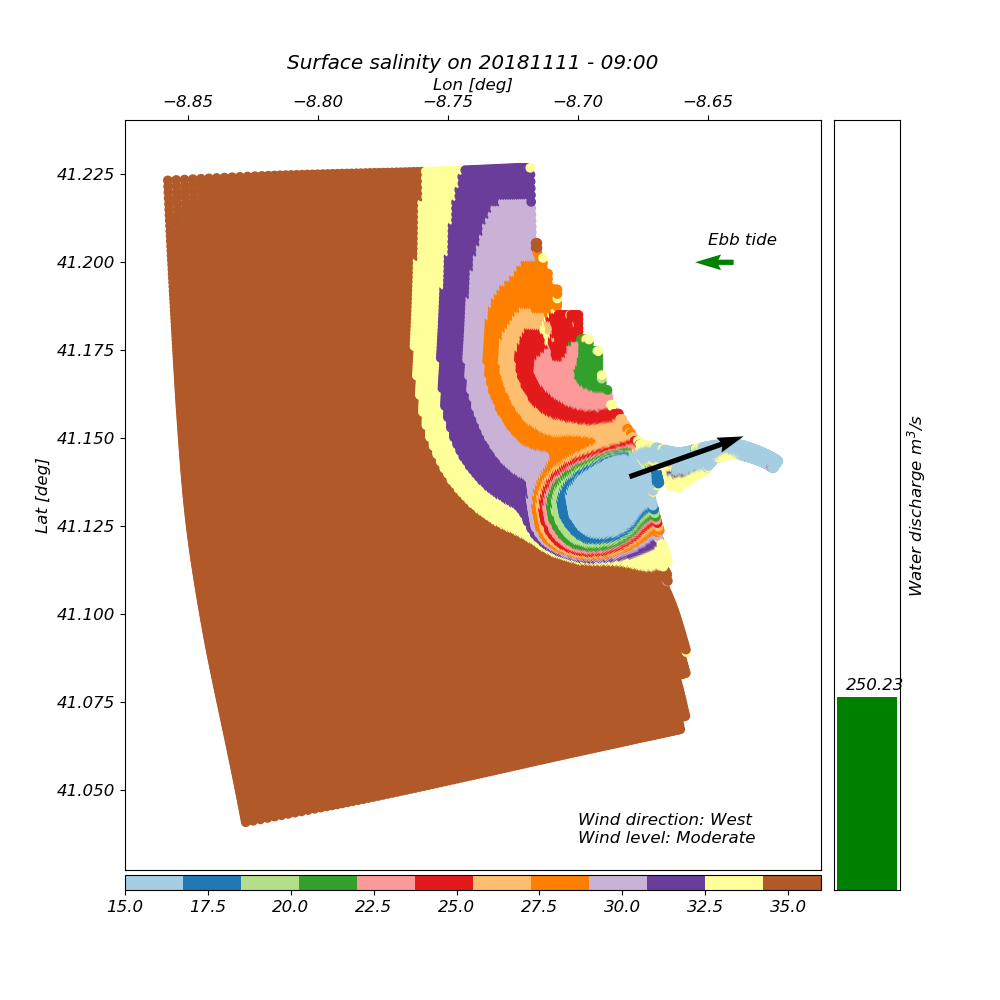 Surface salinity on 20181111 - 09:00
Lon [deg]
−8.85 −8.80 −8.75 −8.70 −8.65
41.225
41.200
41.175
41.150
41.125
41.100
41.075
41.050
Lat [deg]
Ebb tide
Wind direction: West
Wind level: Moderate
15.0 17.5 20.0 22.5 25.0 27.5 30.0 32.5 35.0
250.23
Water discharge m³/s